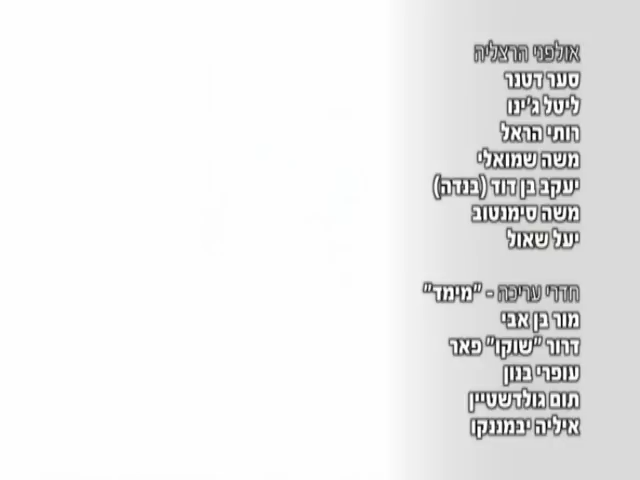 אולפני הרצליה
סער דטנר
ליטל ג'ינו
רותי הראל
משה שמואלי
יעקב בן דוד (בנדה)
משה סימנטוב
יעל שאול
חדרי עריכה - "מימד"
מור בן אבי
דרור "שוקו" פאר
עופרי בנון
תום גולדשטיין
איליה יבמננקו